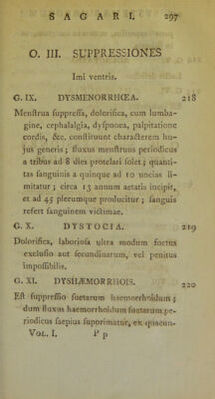 SAGARI. 297
O. III. SUPPRESSIONES
Imi ventris.
G. IX. DYSMENORRHŒA. 218
Menſtrua ſuppreſſa, dolorifica, cum lumba-
gine, cephalalgia, dyſpnoea, palpitatione
cordis, &c. conſtituunt characterem hu-
jus generis; fluxus menſtruus periodicus
a tribus ad 8 dies protelari ſolet; quanti-
tas ſanguinis a quinque ad 10 uncias li-
mitatur; circa 13 annum aetatis incipit,
et ad 45 plerumque producitur; ſanguis
refert ſanguinem victimae.
G. X. DYSTOCIA. 219
Dolorifica, laborioſa ultra modum foetus
excluſio aut ſecundinarum, vel penitus
impoſſibilis.
G. XI. DYSHÆMORRHOIS. 220
Eſt ſuppreſſio ſuetarum haemorrhoidum;
dum fluxus haemorrhoidum ſuetarum pe-
riodicus ſaepius ſuprimatur, ex quacun-
VOL. I. P p